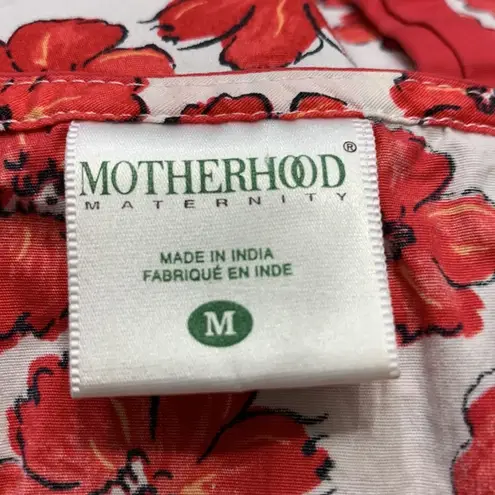 MOTHERHOOD®
MATERNITY
MADE IN INDIA
FABRIQUÉ EN INDE
M